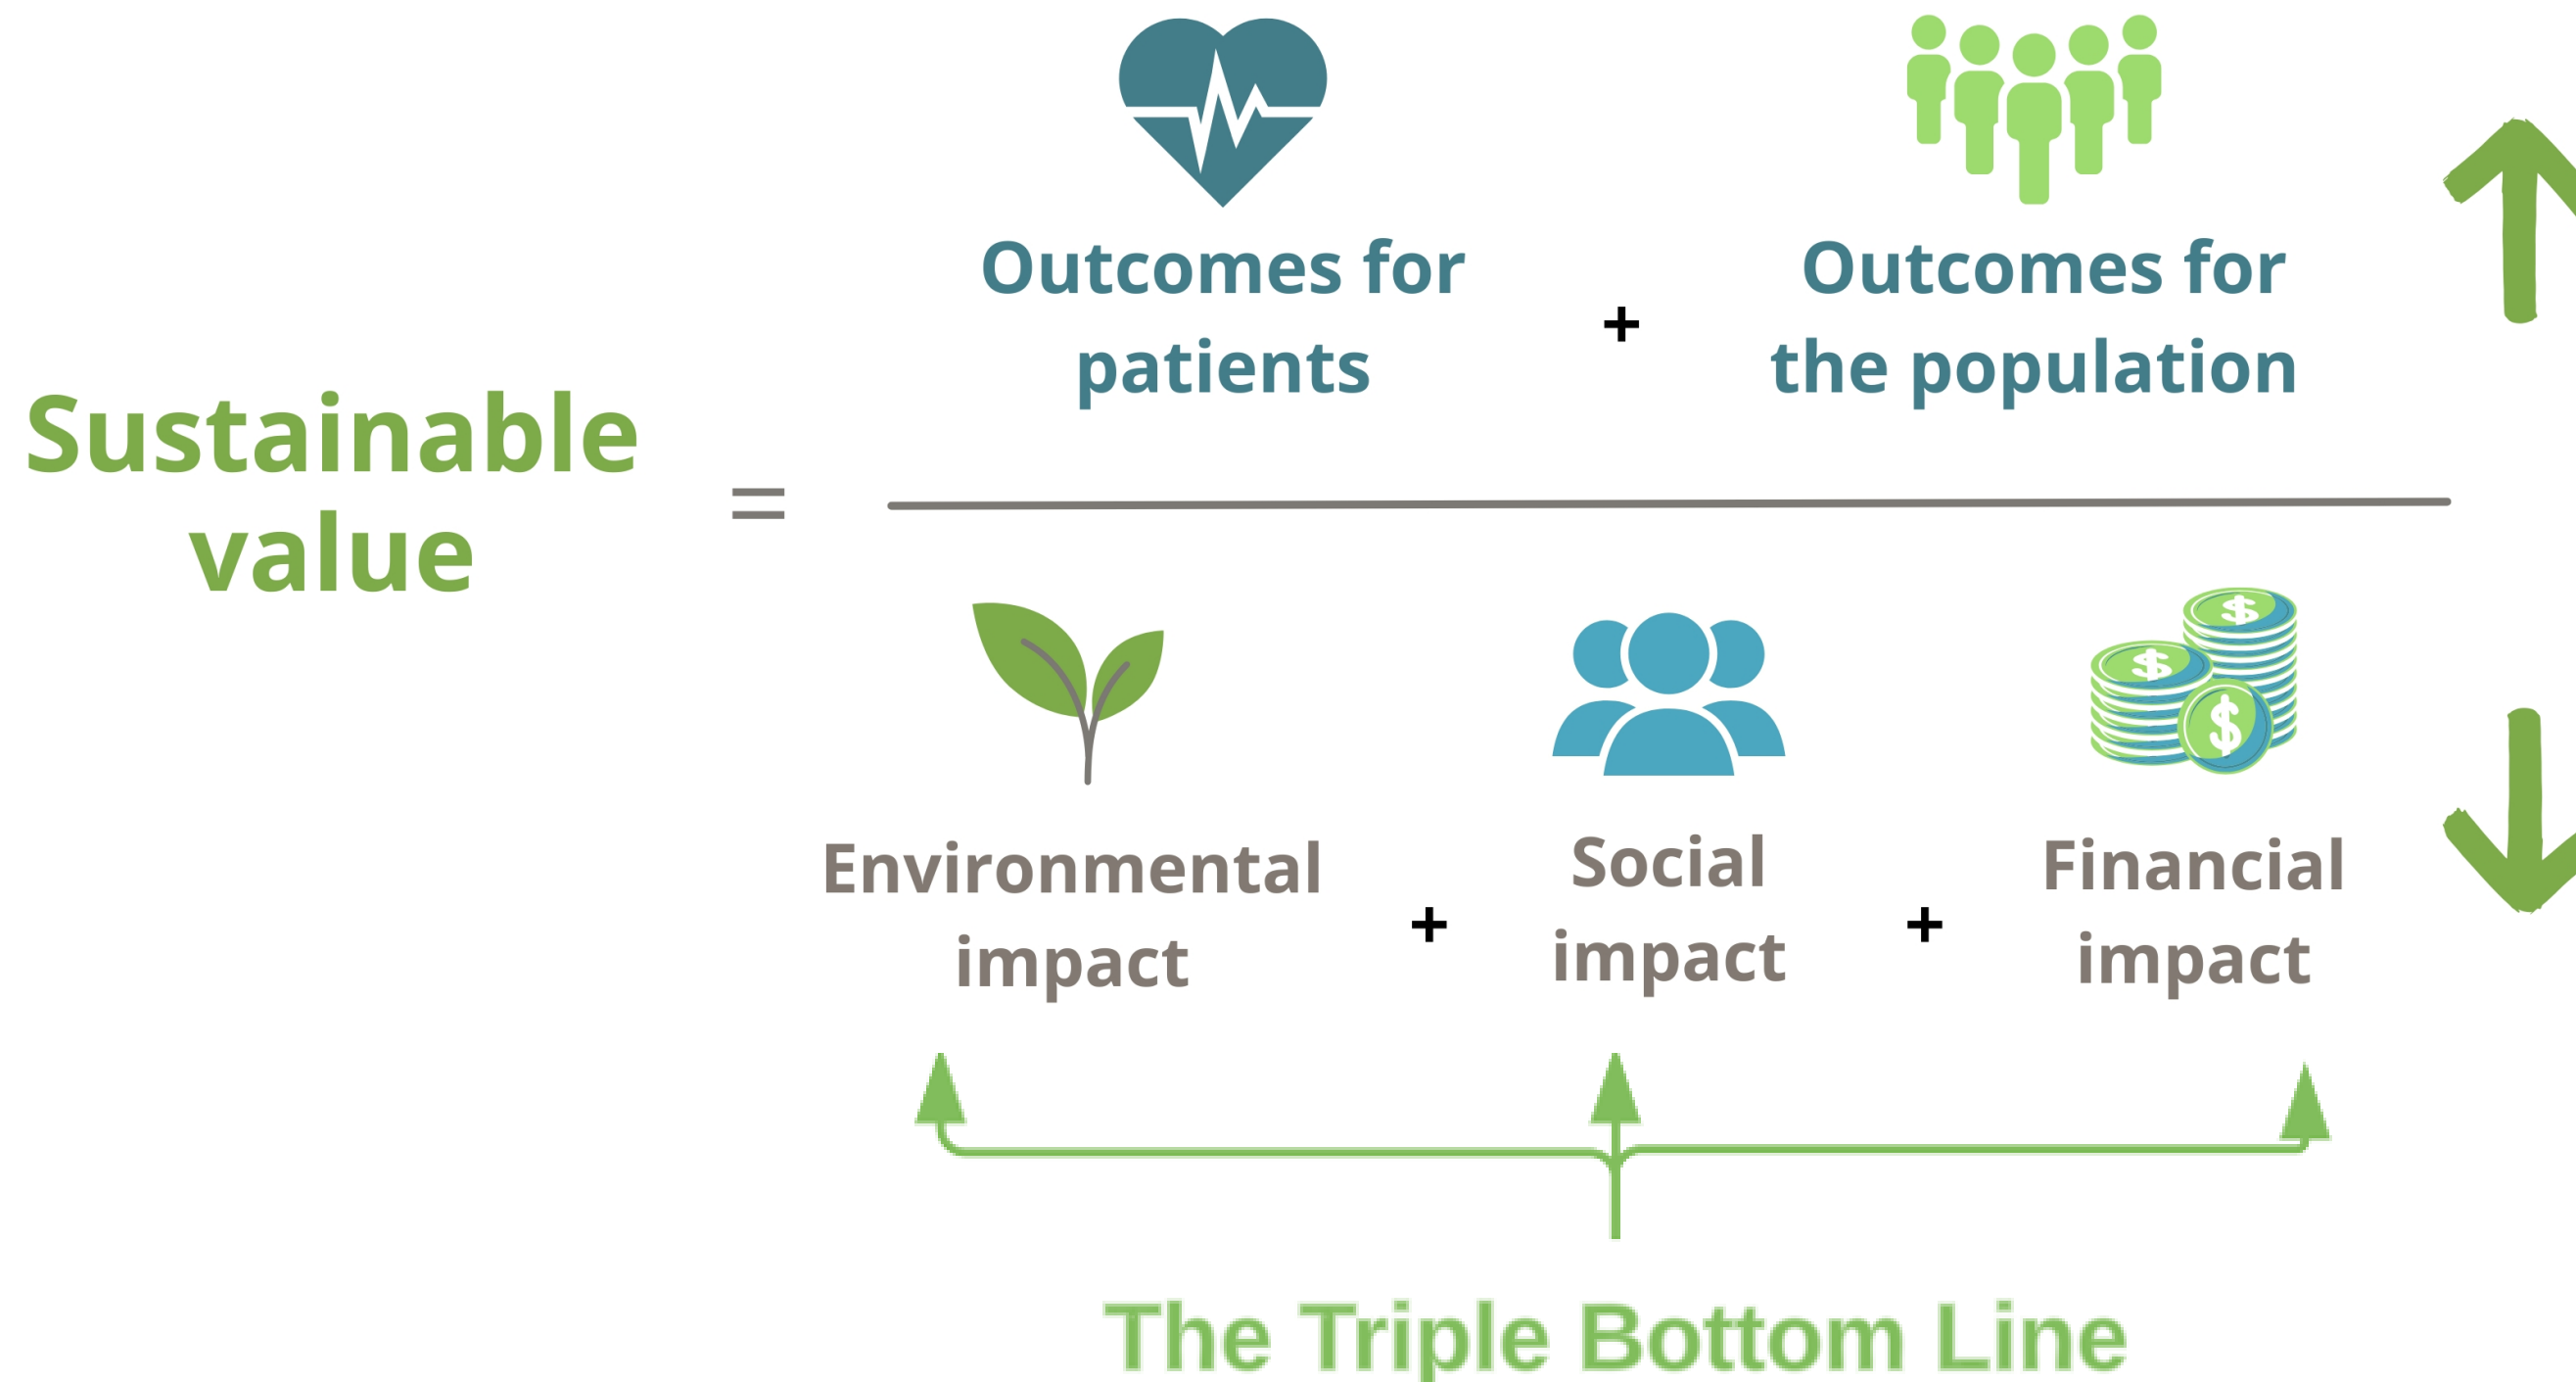 Outcomes for
patients
+
Outcomes for
the population
Sustainable
value
=
Environmental
impact
+
Social
impact
+
Financial
impact
The Triple Bottom Line